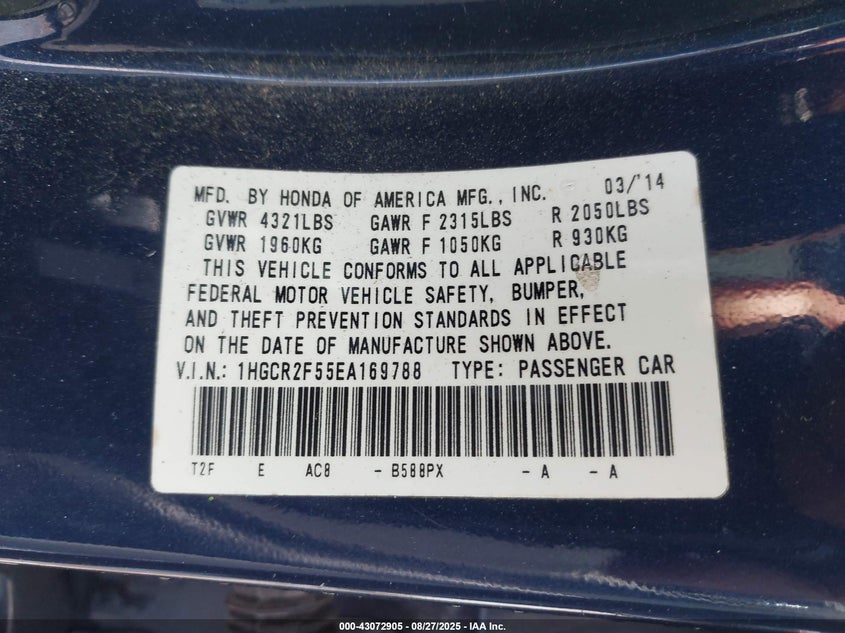 MFD. BY HONDA OF AMERICA MFG., INC. 03/'14
GVWR 4321LBS GAWR F 2315LBS R 2050LBS
GVWR 1960KG GAWR F 1050KG R 930KG
THIS VEHICLE CONFORMS TO ALL APPLICABLE
FEDERAL MOTOR VEHICLE SAFETY, BUMPER,
AND THEFT PREVENTION STANDARDS IN EFFECT
ON THE DATE OF MANUFACTURE SHOWN ABOVE.
V.I.N.: 1HGCR2F55EA169788 TYPE: PASSENGER CAR
T2F E AC8 - B588PX - A - A
000-43072905 - 08/27/2025 - IAA Inc.